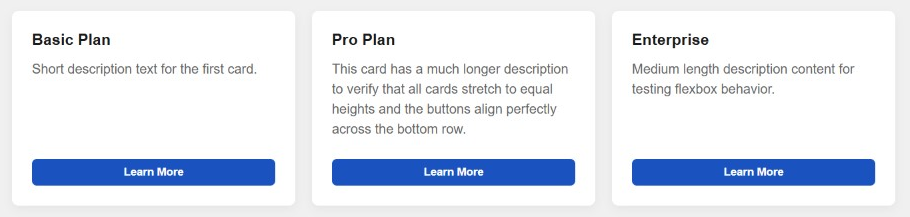 Basic Plan
Short description text for the first card.
Learn More
Pro Plan
This card has a much longer description
to verify that all cards stretch to equal
heights and the buttons align perfectly
across the bottom row.
Learn More
Enterprise
Medium length description content for
testing flexbox behavior.
Learn More